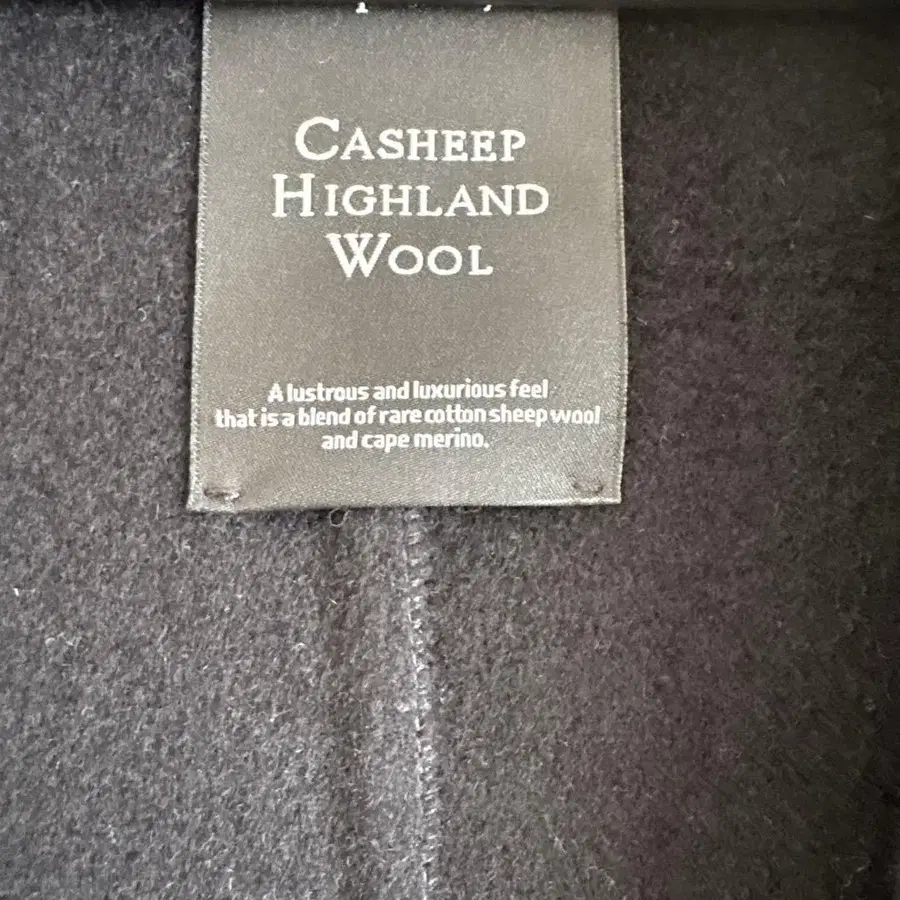 CASHEEP
HIGHLAND
WOOL
A lustrous and luxurious feel
that is a blend of rare cotton sheep wool
and cape merino.